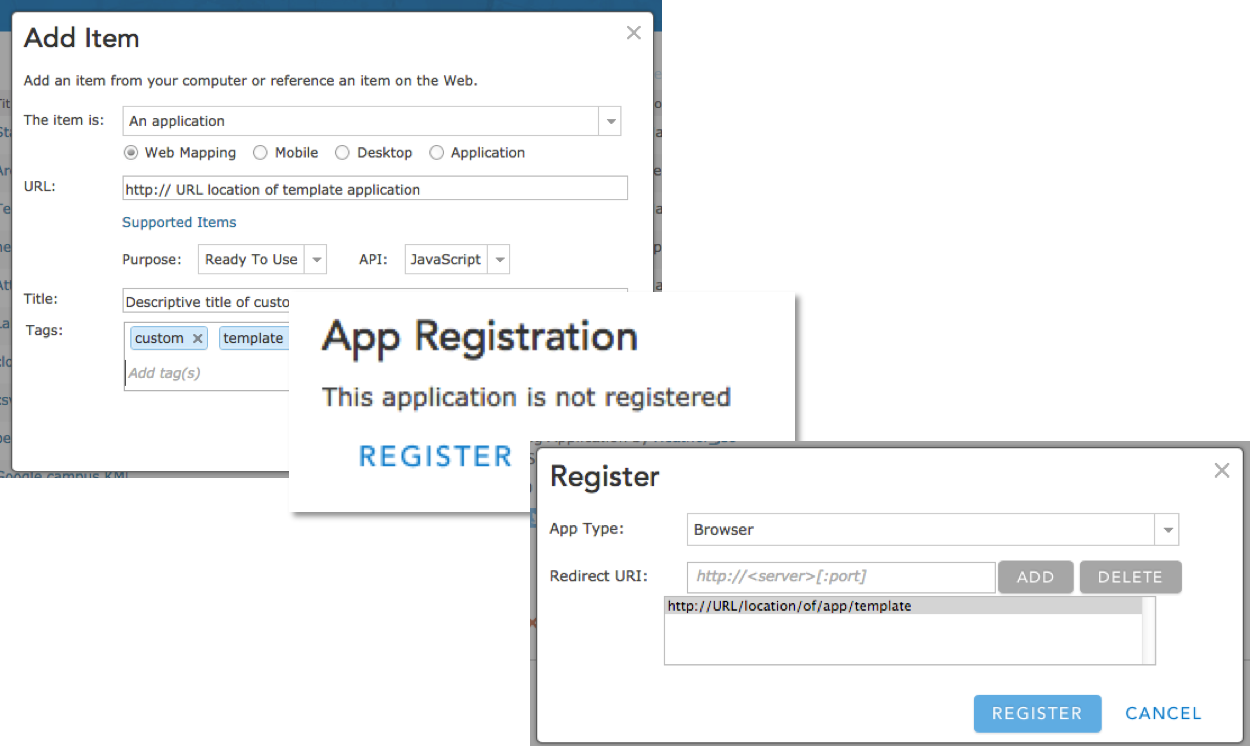 Add Item
Add an item from your computer or reference an item on the Web.
The item is: An application
Web Mapping Mobile Desktop Application
URL: http:// URL location of template application
Supported Items
Purpose: Ready To Use API: JavaScript
Title: Descriptive title of custo
Tags: custom template
Add tag(s)
Google campus KML
App Registration
This application is not registered
REGISTER
Register
App Type: Browser
Redirect URI: http://<server>[:port] ADD DELETE
http://URL/location/of/app/template
REGISTER CANCEL